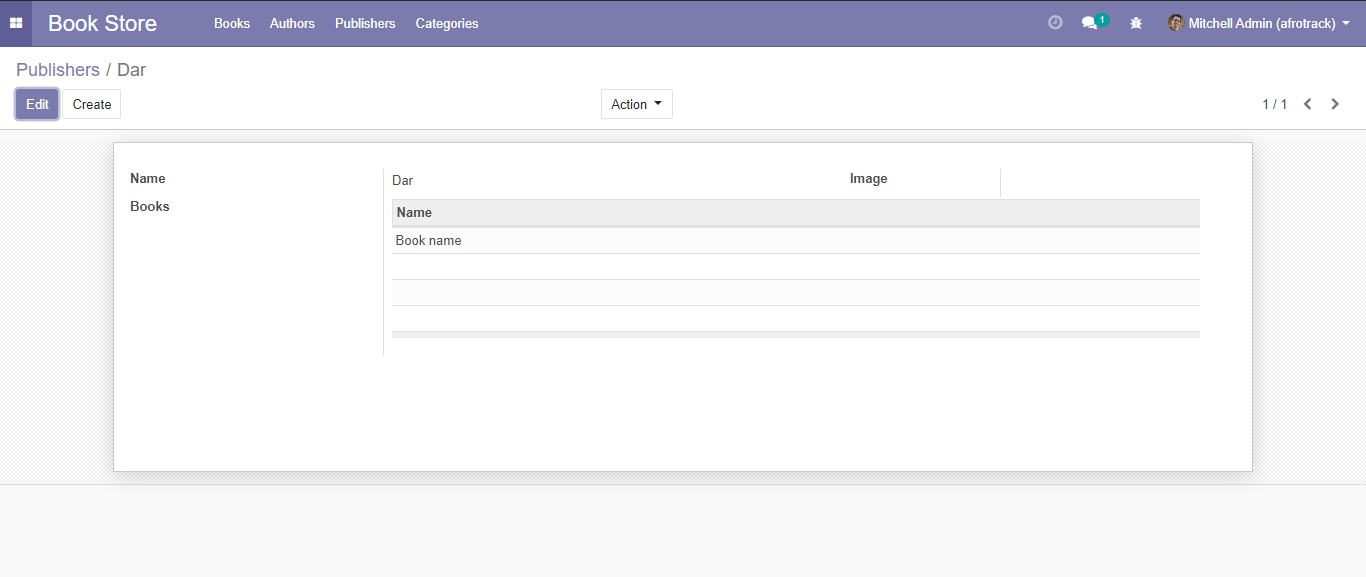 Book Store Books Authors Publishers Categories 1 Mitchell Admin (afrotrack)
Publishers / Dar
Edit Create Action 1 / 1
Name Dar Image
Books
Name
Book name